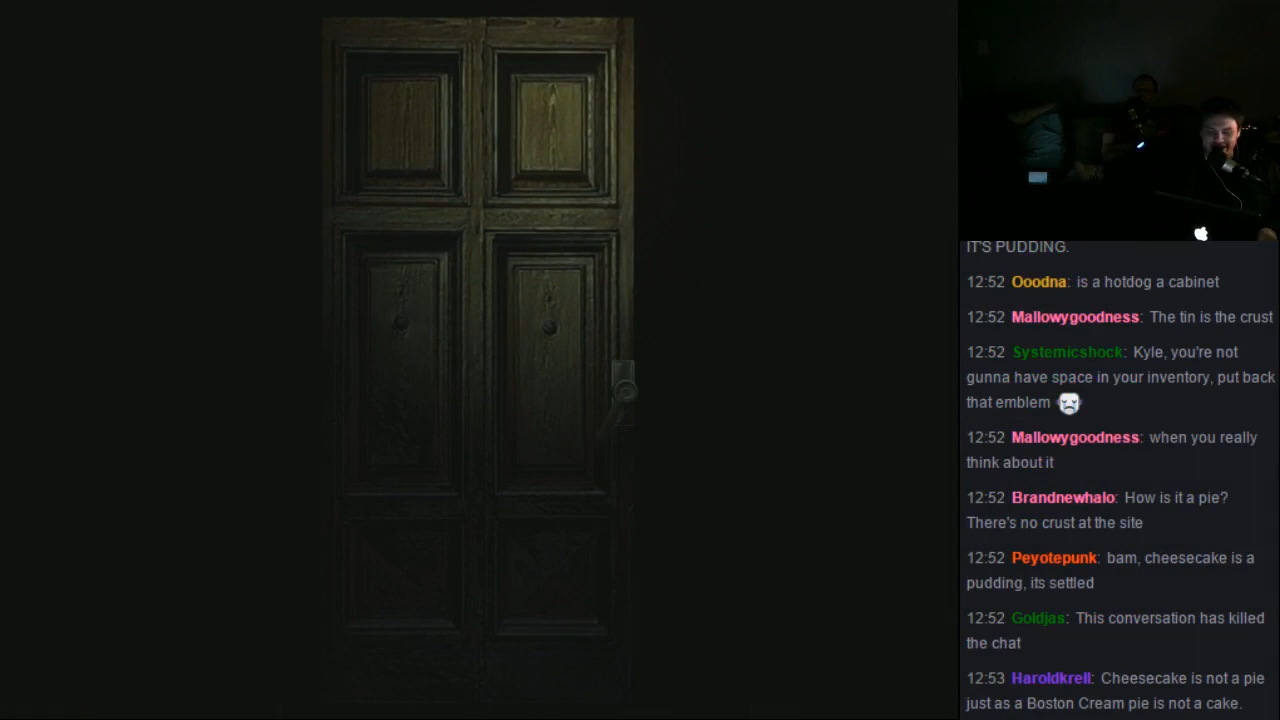 IT'S PUDDING.
12:52 Ooodna: is a hotdog a cabinet
12:52 Mallowygoodness: The tin is the crust
12:52 Systemicshock: Kyle, you're not
gunna have space in your inventory, put back
that emblem
12:52 Mallowygoodness: when you really
think about it
12:52 Brandnewhalo: How is it a pie?
There's no crust at the site
12:52 Peyotepunk: bam, cheesecake is a
pudding, its settled
12:52 Goldjas: This conversation has killed
the chat
12:53 Haroldkrell: Cheesecake is not a pie
just as a Boston Cream pie is not a cake.